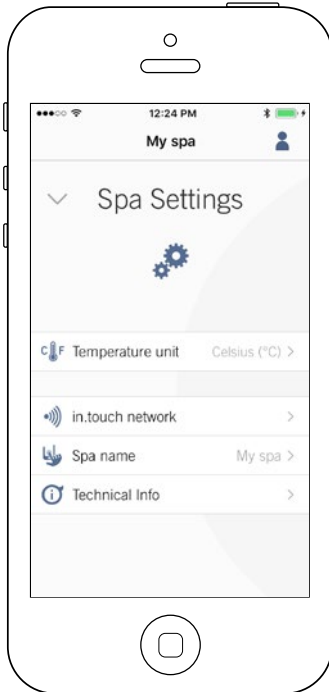 12:24 PM
My spa
Spa Settings
C F Temperature unit Celsius (°C) >
in.touch network >
Spa name My spa >
i Technical Info >